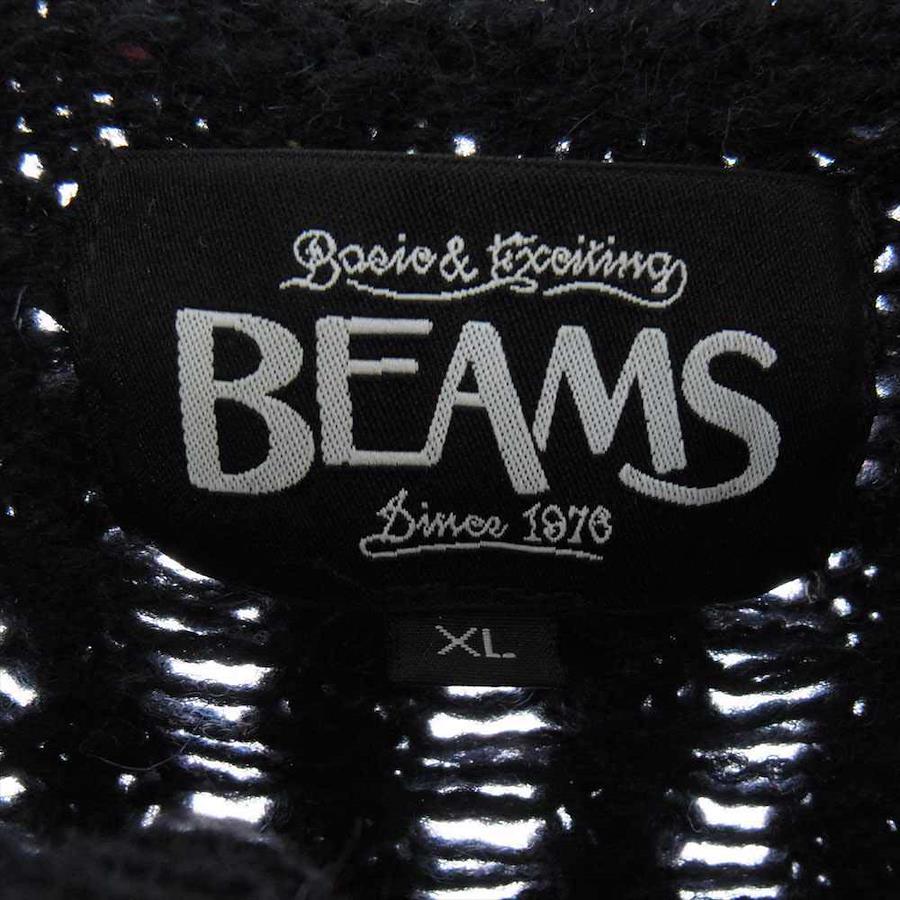 Basic & Exciting
BEAMS
Since 1976
XL